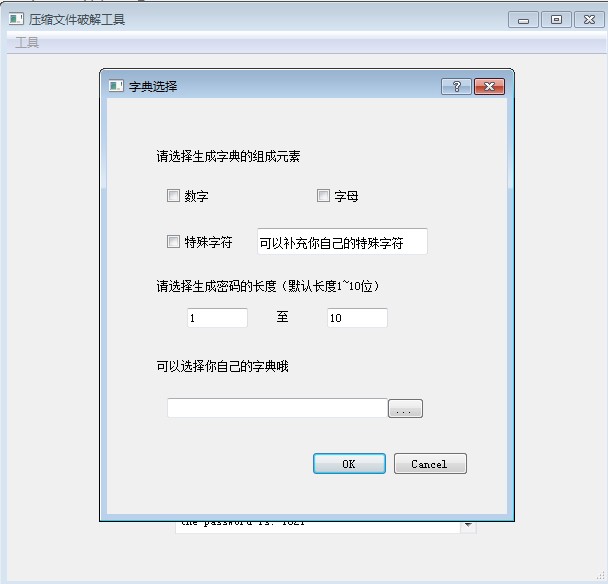 压缩文件破解工具
工具
字典选择
请选择生成字典的组成元素
数字 字母
特殊字符 可以补充你自己的特殊字符
请选择生成密码的长度（默认长度1~10位）
1 至 10
可以选择你自己的字典哦
...
OK Cancel
the password is: 1821